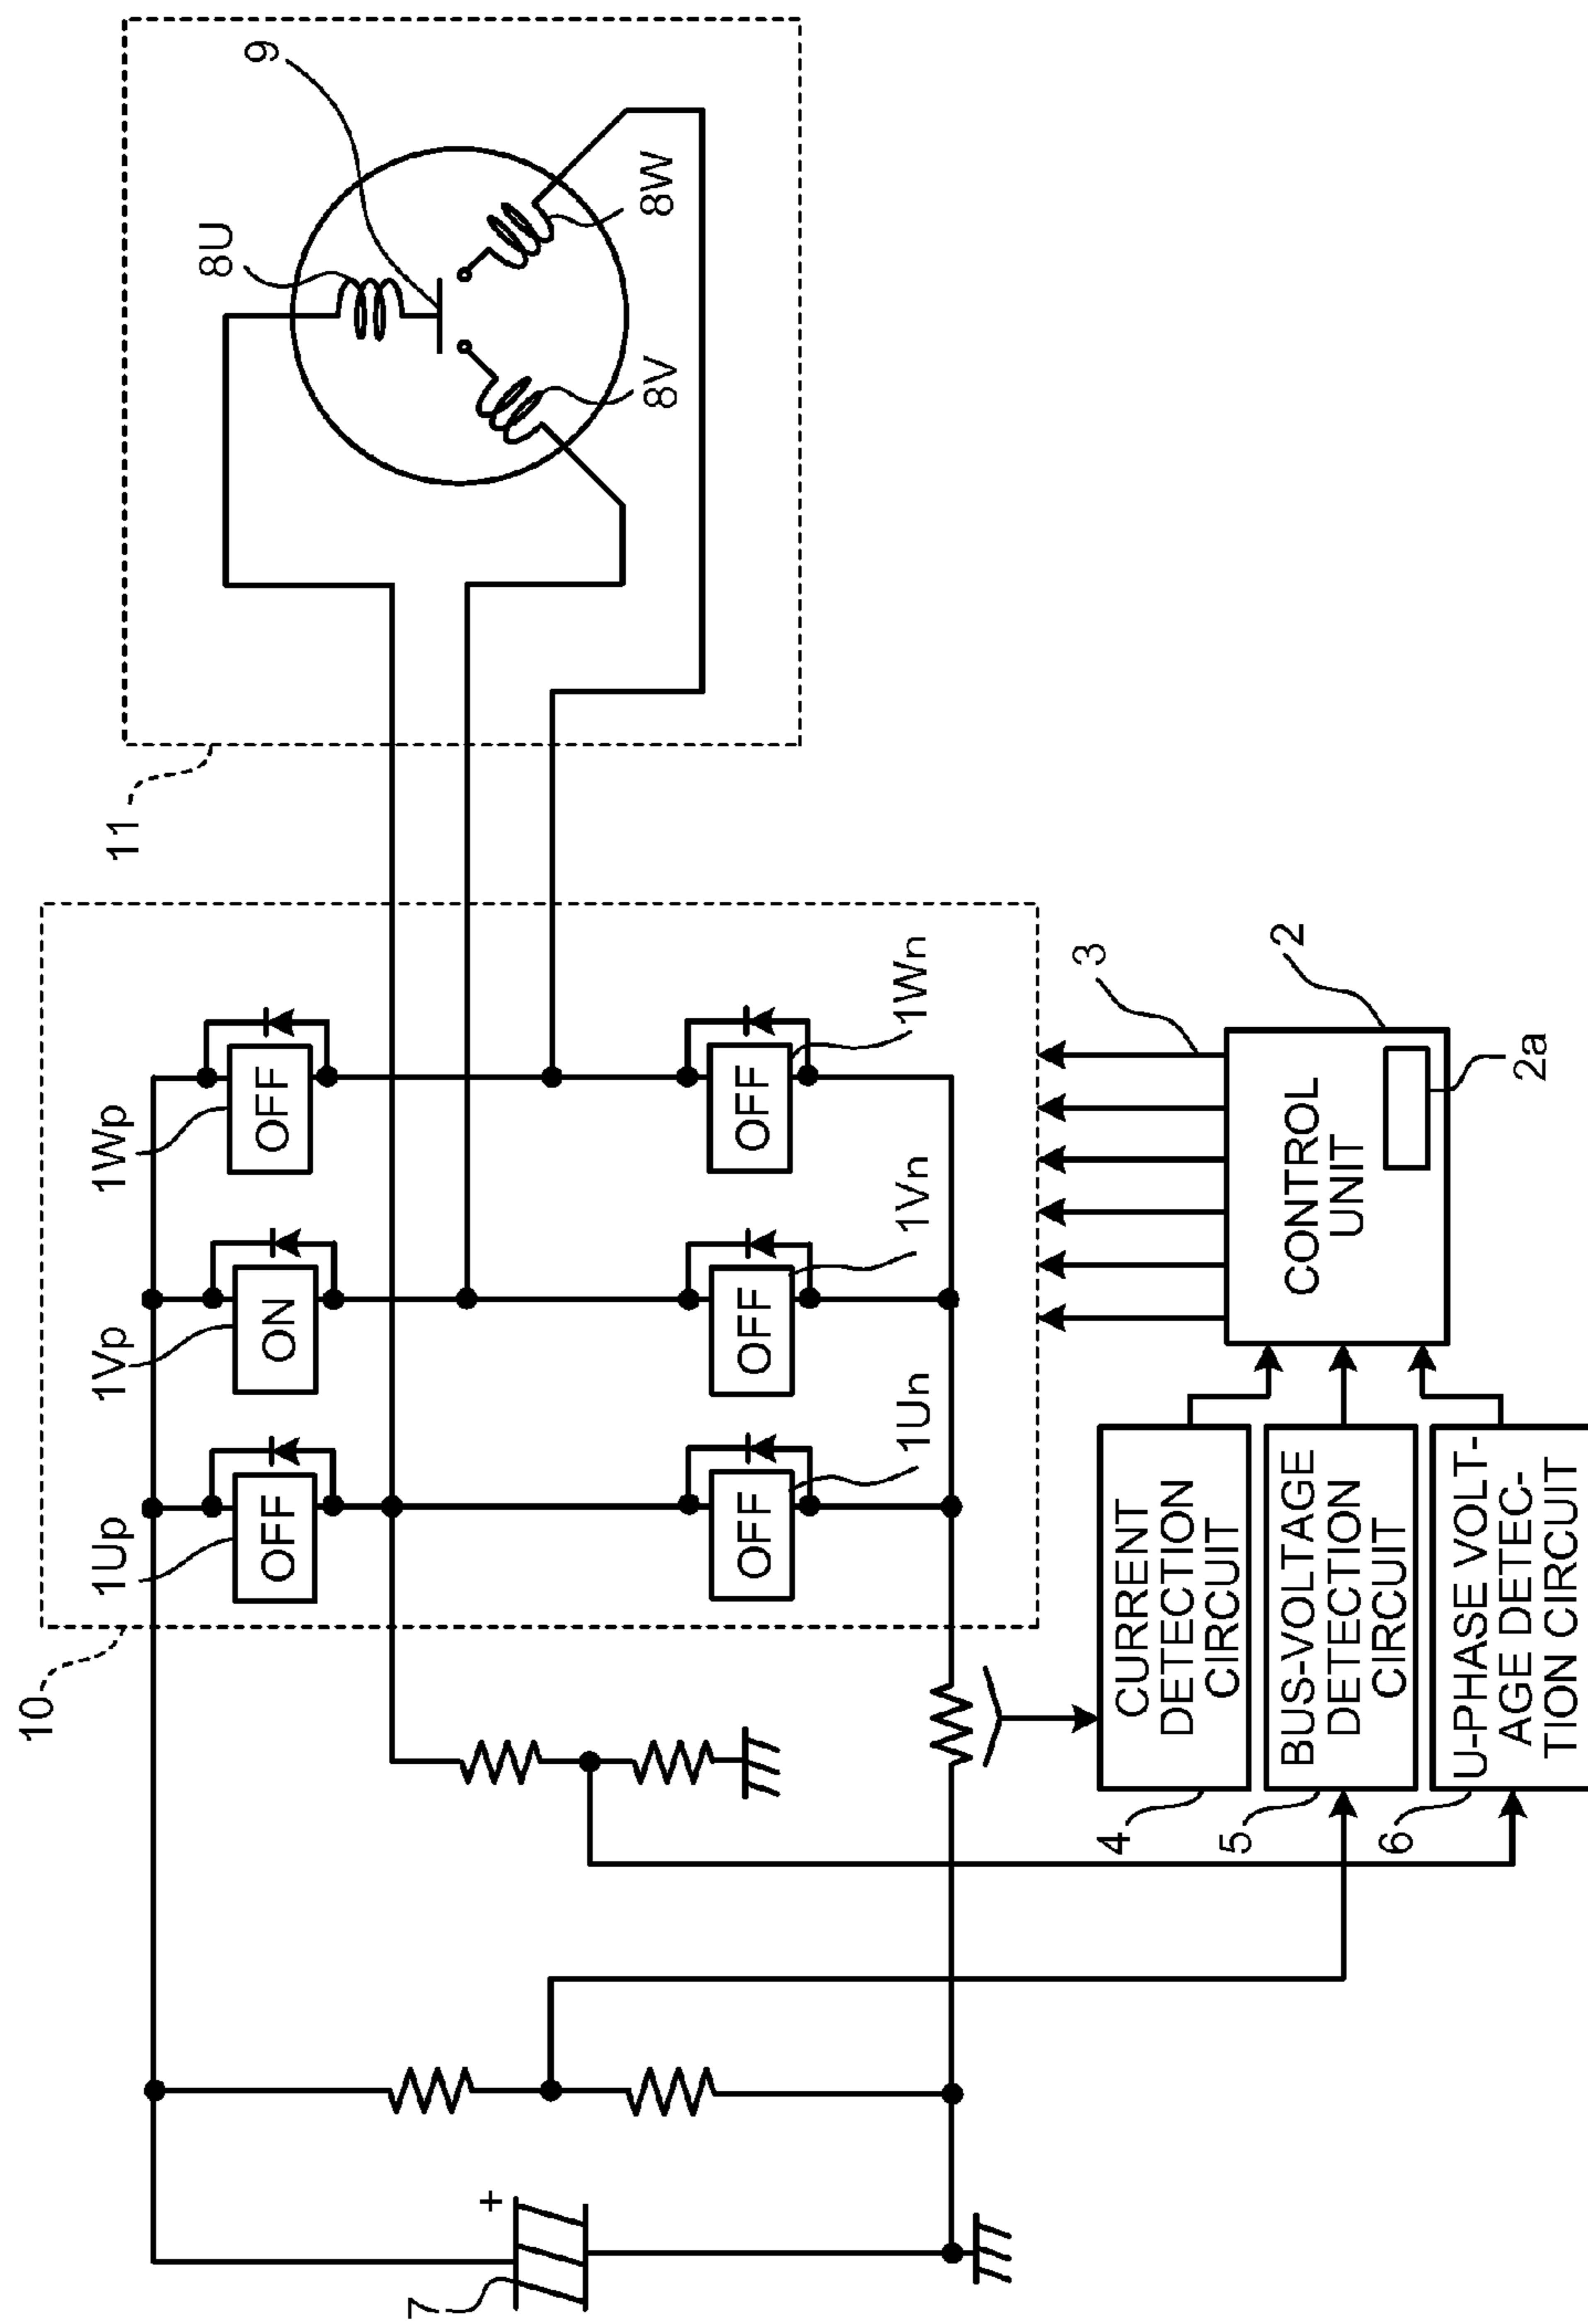 10
11
1Up
1Vp
1Wp
OFF
ON
OFF
8U
9
8V
8W
7
+
OFF
OFF
OFF
1Un
1Vn
1Wn
4
CURRENT
DETECTION
CIRCUIT
5
BUS-VOLTAGE
DETECTION
CIRCUIT
6
U-PHASE VOLT-
AGE DETEC-
TION CIRCUIT
3
CONTROL
UNIT
2
2a